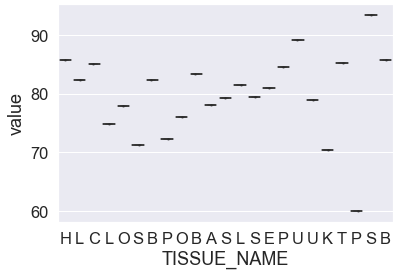 90
80
70
60
value
H L C L O S B P O B A S L S E P U U K T P S B
TISSUE_NAME